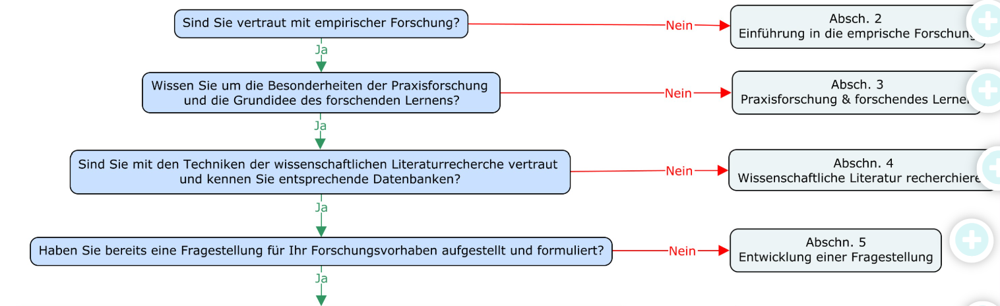 Sind Sie vertraut mit empirischer Forschung?
Nein
Absch. 2
Einführung in die emprische Forschung
Ja
Wissen Sie um die Besonderheiten der Praxisforschung
und die Grundidee des forschenden Lernens?
Nein
Absch. 3
Praxisforschung & forschendes Lernen
Ja
Sind Sie mit den Techniken der wissenschaftlichen Literaturrecherche vertraut
und kennen Sie entsprechende Datenbanken?
Nein
Abschn. 4
Wissenschaftliche Literatur
Ja
Haben Sie bereits eine Fragestellung für Ihr Forschungsvorhaben aufgestellt und formuliert?
Nein
Abschn. 5
Entwicklung einer Fragestellung
Ja